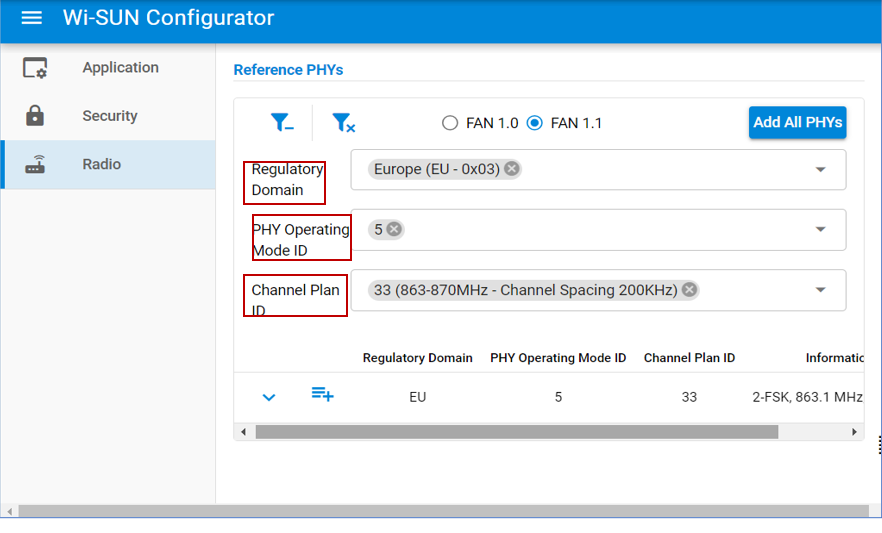 Wi-SUN Configurator
Application
Security
Radio
Reference PHYs
FAN 1.0 FAN 1.1 Add All PHYs
Regulatory
Domain
Europe (EU - 0x03)
PHY Operating
Mode ID
5
Channel Plan
ID
33 (863-870MHz - Channel Spacing 200KHz)
Regulatory Domain PHY Operating Mode ID Channel Plan ID Informatio
EU 5 33 2-FSK, 863.1 MHz